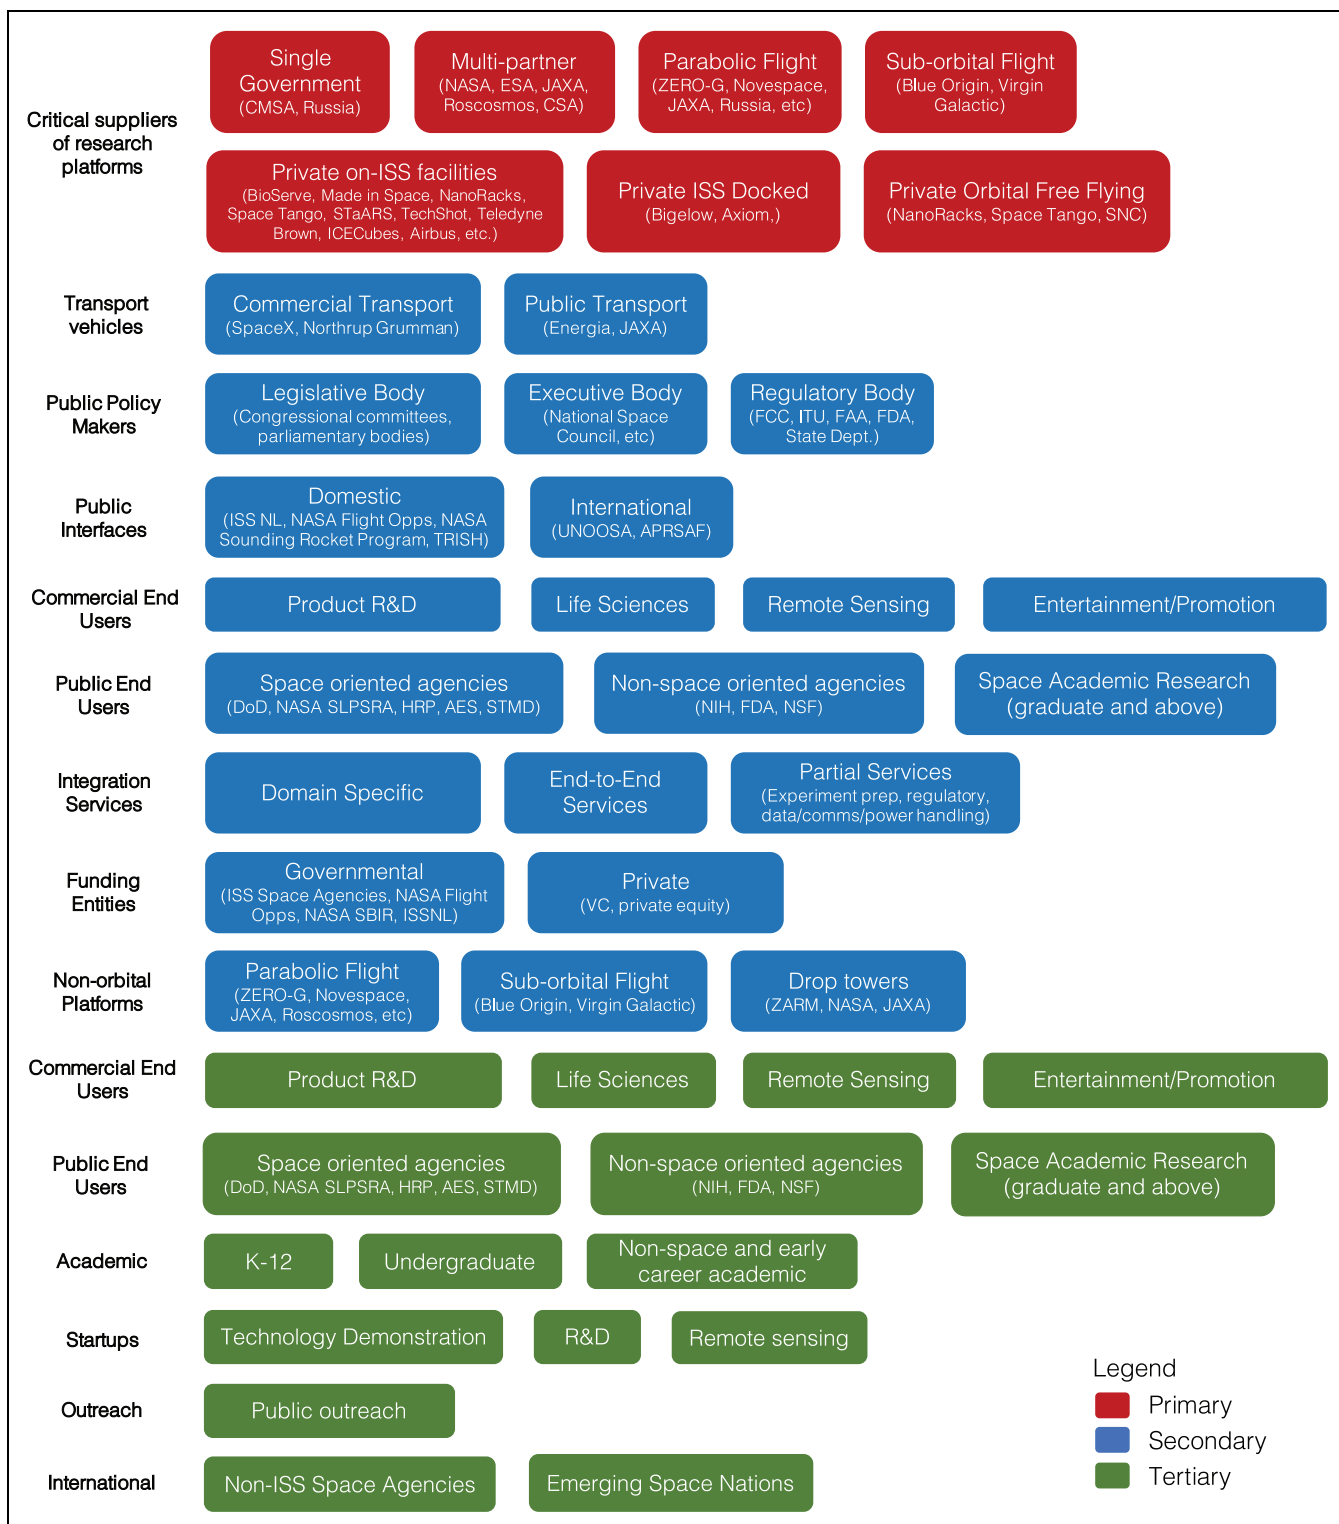 Critical suppliers
of research
platforms
Single
Government
(CMSA, Russia)
Multi-partner
(NASA, ESA, JAXA,
Roscosmos, CSA)
Parabolic Flight
(ZERO-G, Novespace,
JAXA, Russia, etc)
Sub-orbital Flight
(Blue Origin, Virgin
Galactic)
Private on-ISS facilities
(BioServe, Made in Space, NanoRacks,
Space Tango, STaARS, TechShot, Teledyne
Brown, ICECubes, Airbus, etc.)
Private ISS Docked
(Bigelow, Axiom,)
Private Orbital Free Flying
(NanoRacks, Space Tango, SNC)
Transport
vehicles
Commercial Transport
(SpaceX, Northrup Grumman)
Public Transport
(Energia, JAXA)
Public Policy
Makers
Legislative Body
(Congressional committees,
parliamentary bodies)
Executive Body
(National Space
Council, etc)
Regulatory Body
(FCC, ITU, FAA, FDA,
State Dept.)
Public
Interfaces
Domestic
(ISS NL, NASA Flight Opps, NASA
Sounding Rocket Program, TRISH)
International
(UNOOSA, APRSAF)
Commercial End
Users
Product R&D
Life Sciences
Remote Sensing
Entertainment/Promotion
Public End
Users
Space oriented agencies
(DoD, NASA SLPSRA, HRP, AES, STMD)
Non-space oriented agencies
(NIH, FDA, NSF)
Space Academic Research
(graduate and above)
Integration
Services
Domain Specific
End-to-End
Services
Partial Services
(Experiment prep, regulatory,
data/comms/power handling)
Funding
Entities
Governmental
(ISS Space Agencies, NASA Flight
Opps, NASA SBIR, ISSNL)
Private
(VC, private equity)
Non-orbital
Platforms
Parabolic Flight
(ZERO-G, Novespace,
JAXA, Roscosmos, etc)
Sub-orbital Flight
(Blue Origin, Virgin Galactic)
Drop towers
(ZARM, NASA, JAXA)
Commercial End
Users
Product R&D
Life Sciences
Remote Sensing
Entertainment/Promotion
Public End
Users
Space oriented agencies
(DoD, NASA SLPSRA, HRP, AES, STMD)
Non-space oriented agencies
(NIH, FDA, NSF)
Space Academic Research
(graduate and above)
Academic
K-12
Undergraduate
Non-space and early
career academic
Startups
Technology Demonstration
R&D
Remote sensing
Outreach
Public outreach
International
Non-ISS Space Agencies
Emerging Space Nations
Legend
Primary
Secondary
Tertiary